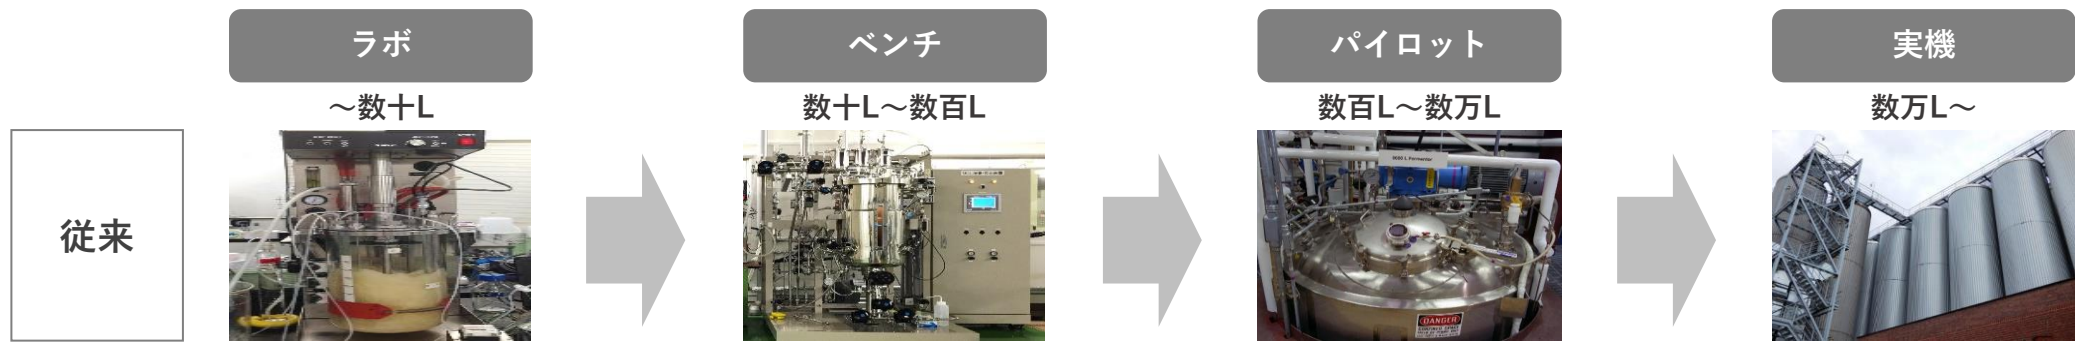 ラボ
ベンチ
パイロット
実機
～数十L
数十L～数百L
数百L～数万L
数万L～
従来
DANGER